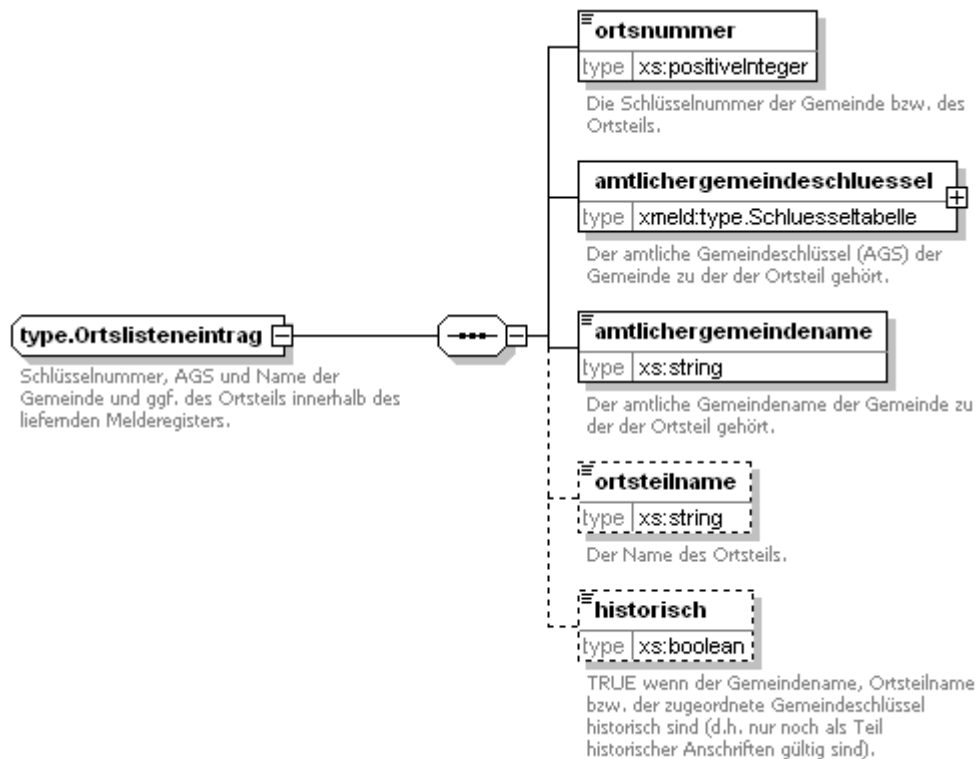 type.Ortslisteneintrag
Schlüsselnummer, AGS und Name der
Gemeinde und ggf. des Ortsteils innerhalb des
liefernden Melderegisters.
ortsnummer
type xs:positiveInteger
Die Schlüsselnummer der Gemeinde bzw. des
Ortsteils.
amtlichergemeindeschluessel
type xmeld:type.Schluesseltabelle
Der amtliche Gemeindeschlüssel (AGS) der
Gemeinde zu der der Ortsteil gehört.
amtlichergemeindename
type xs:string
Der amtliche Gemeindename der Gemeinde zu
der der Ortsteil gehört.
ortsteilname
type xs:string
Der Name des Ortsteils.
historisch
type xs:boolean
TRUE wenn der Gemeindename, Ortsteilname
bzw. der zugeordnete Gemeindeschlüssel
historisch sind (d.h. nur noch als Teil
historischer Anschriften gültig sind).